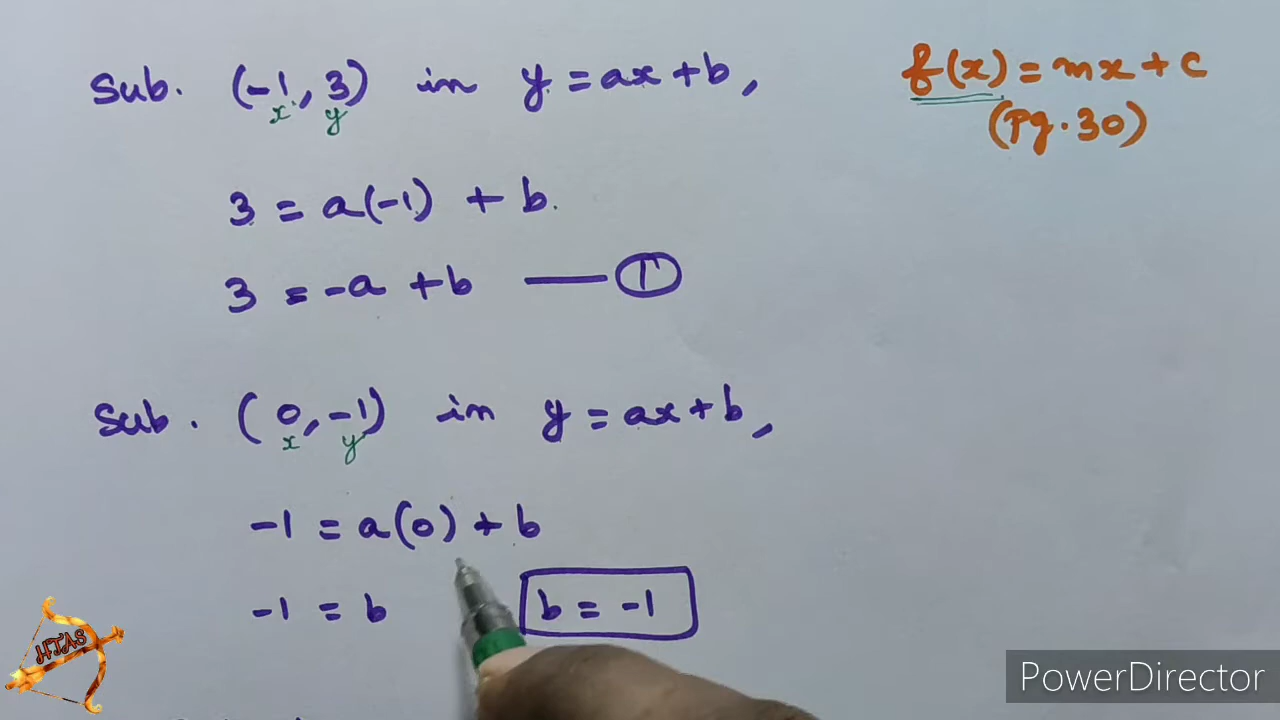 Sub. (-1, 3) in y = ax + b,
x y
f(x) = mx + c
(Pg. 30)
3 = a(-1) + b.
3 = -a + b —— ①
Sub. (0, -1) in y = ax + b,
x y
-1 = a(0) + b
-1 = b b = -1
HTAS
PowerDirector